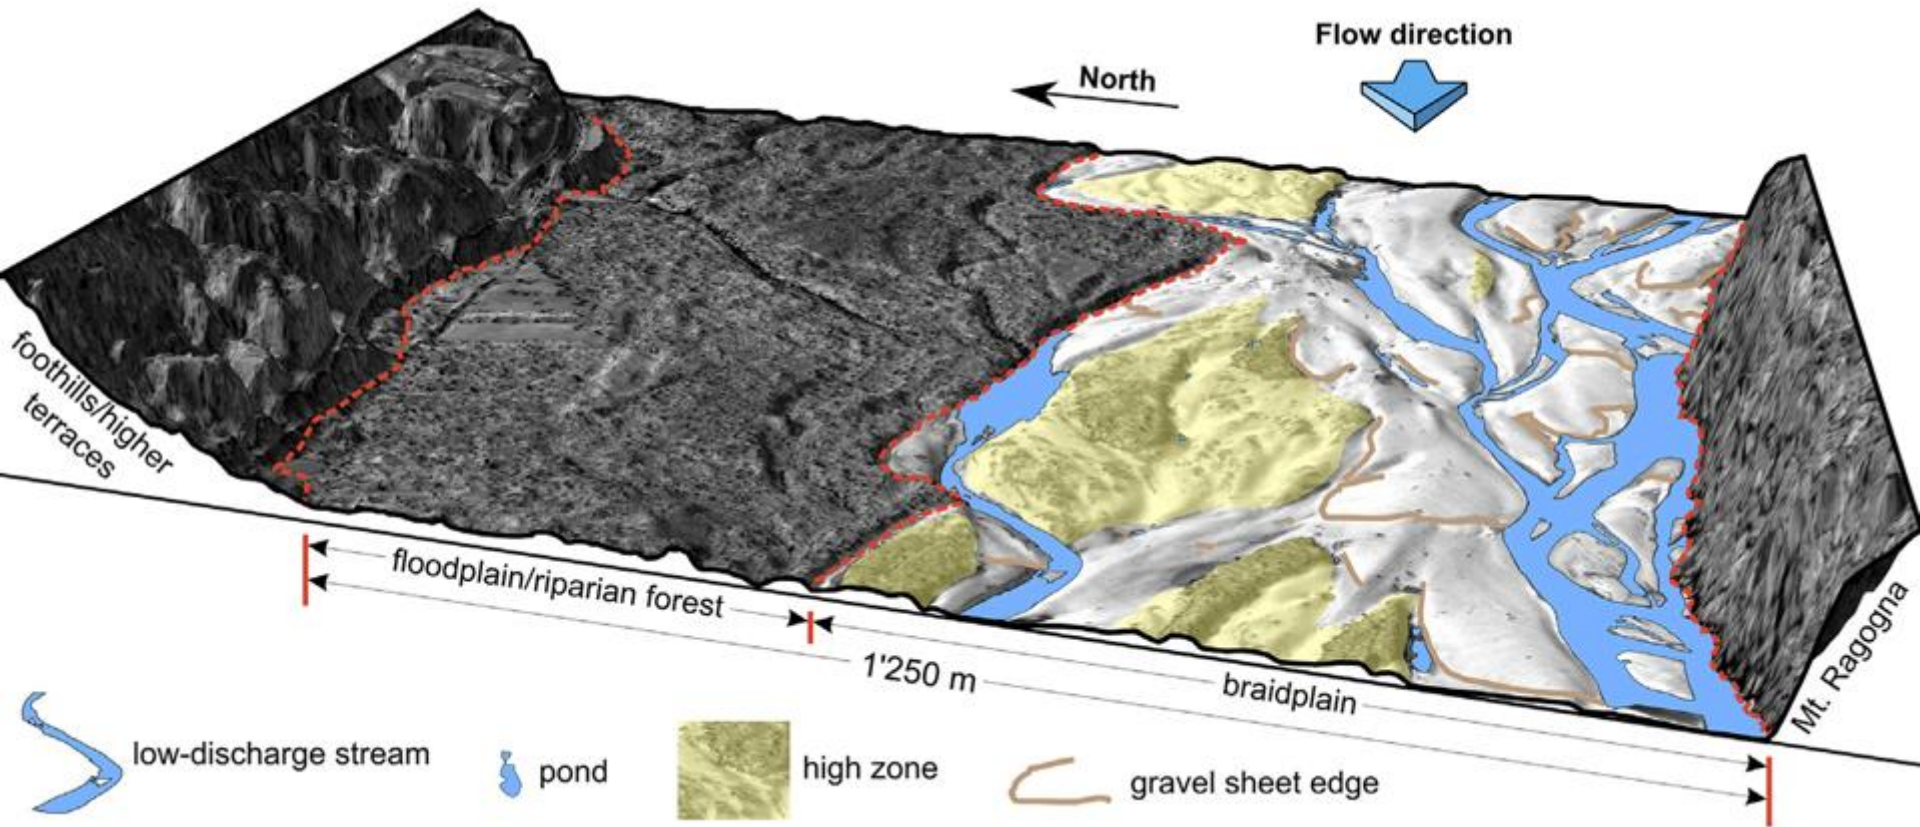 Flow direction
North
foothills/higher
terraces
floodplain/riparian forest
1'250 m
braidplain
Mt. Ragogna
low-discharge stream
pond
high zone
gravel sheet edge